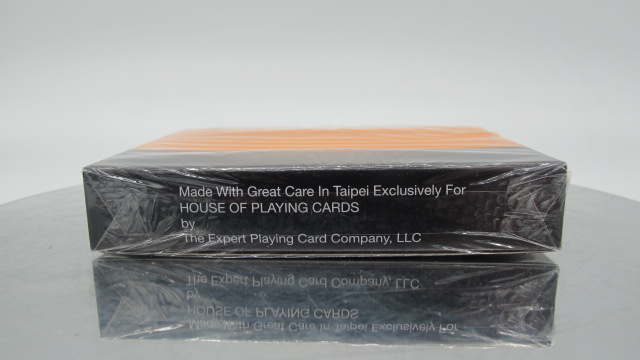 Made With Great Care In Taipei Exclusively For
HOUSE OF PLAYING CARDS
by
The Expert Playing Card Company, LLC